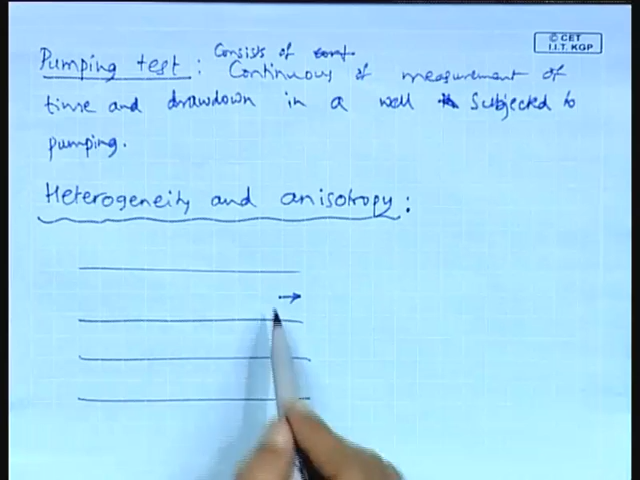 © CET
I.I.T. KGP
Consists of
Pumping test : Continuous of measurement of
time and drawdown in a well subjected to
pumping.
Heterogeneity and anisotropy :